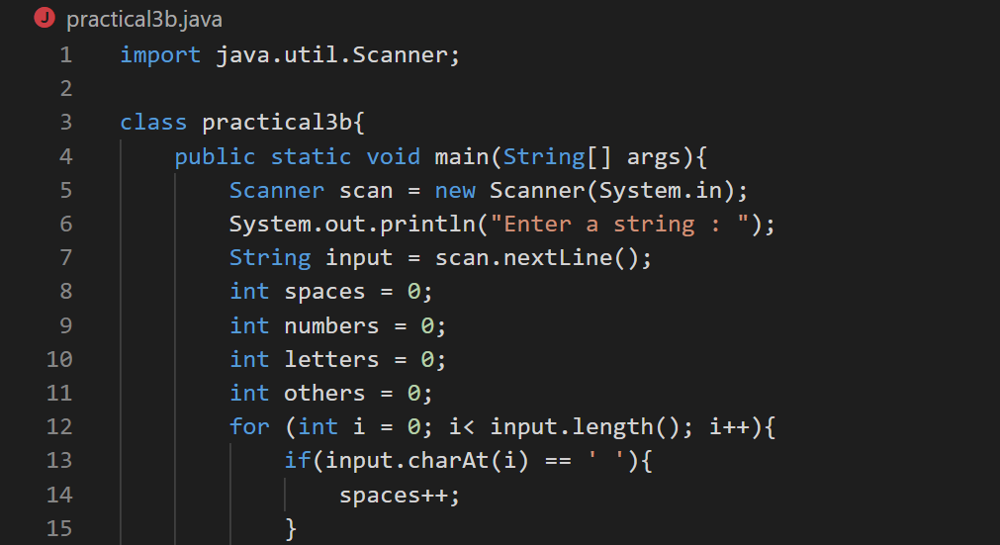 J practical3b.java
1 import java.util.Scanner;
2
3 class practical3b{
4     public static void main(String[] args){
5         Scanner scan = new Scanner(System.in);
6         System.out.println("Enter a string : ");
7         String input = scan.nextLine();
8         int spaces = 0;
9         int numbers = 0;
10         int letters = 0;
11         int others = 0;
12         for (int i = 0; i< input.length(); i++){
13             if(input.charAt(i) == ' '){
14                 spaces++;
15             }